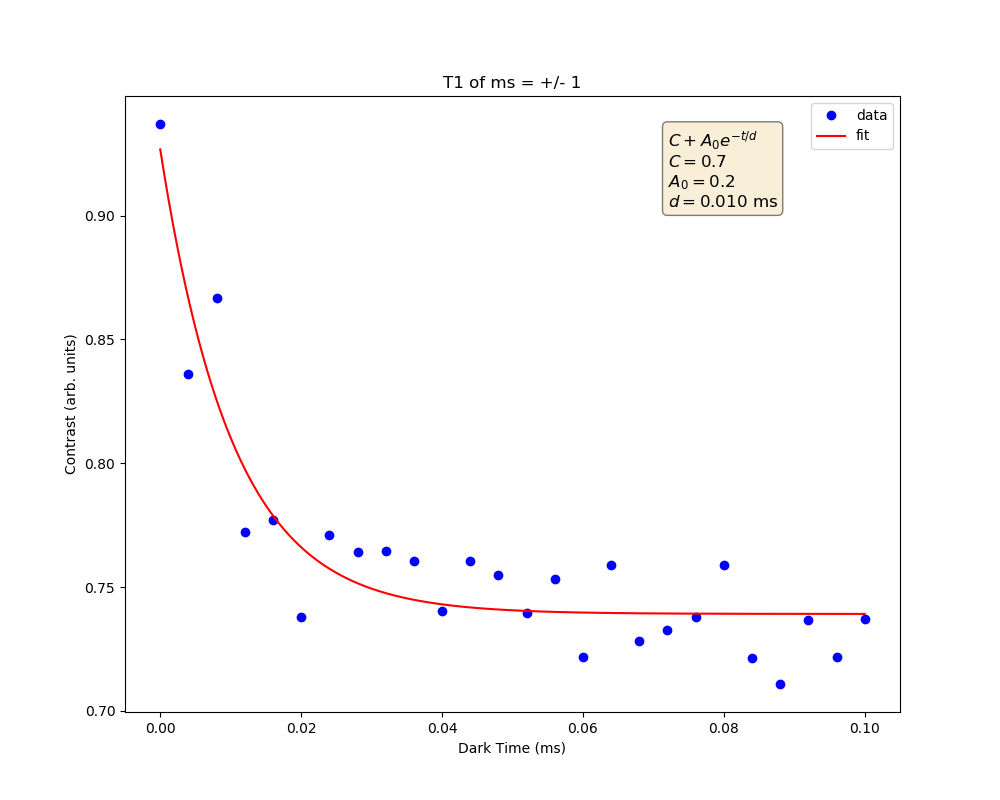 T1 of ms = +/- 1
data
fit
C + A₀e^{-t/d}
C = 0.7
A₀ = 0.2
d = 0.010 ms
Contrast (arb. units)
0.90
0.85
0.80
0.75
0.70
0.00 0.02 0.04 0.06 0.08 0.10
Dark Time (ms)